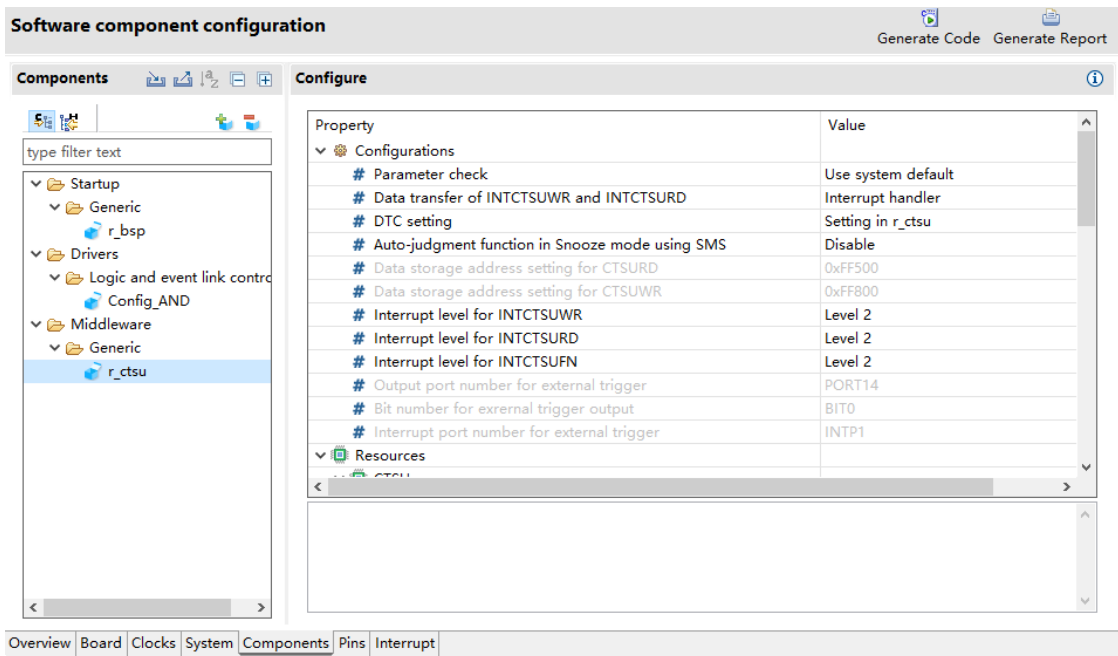 Software component configuration
Generate Code Generate Report
Components
Configure
type filter text
Startup
Generic
r_bsp
Drivers
Logic and event link contro
Config_AND
Middleware
Generic
r_ctsu
Property Value
Configurations
# Parameter check Use system default
# Data transfer of INTCTSUWR and INTCTSURD Interrupt handler
# DTC setting Setting in r_ctsu
# Auto-judgment function in Snooze mode using SMS Disable
# Data storage address setting for CTSURD 0xFF500
# Data storage address setting for CTSUWR 0xFF800
# Interrupt level for INTCTSUWR Level 2
# Interrupt level for INTCTSURD Level 2
# Interrupt level for INTCTSUFN Level 2
# Output port number for external trigger PORT14
# Bit number for exrernal trigger output BIT0
# Interrupt port number for external trigger INTP1
Resources
Overview Board Clocks System Components Pins Interrupt